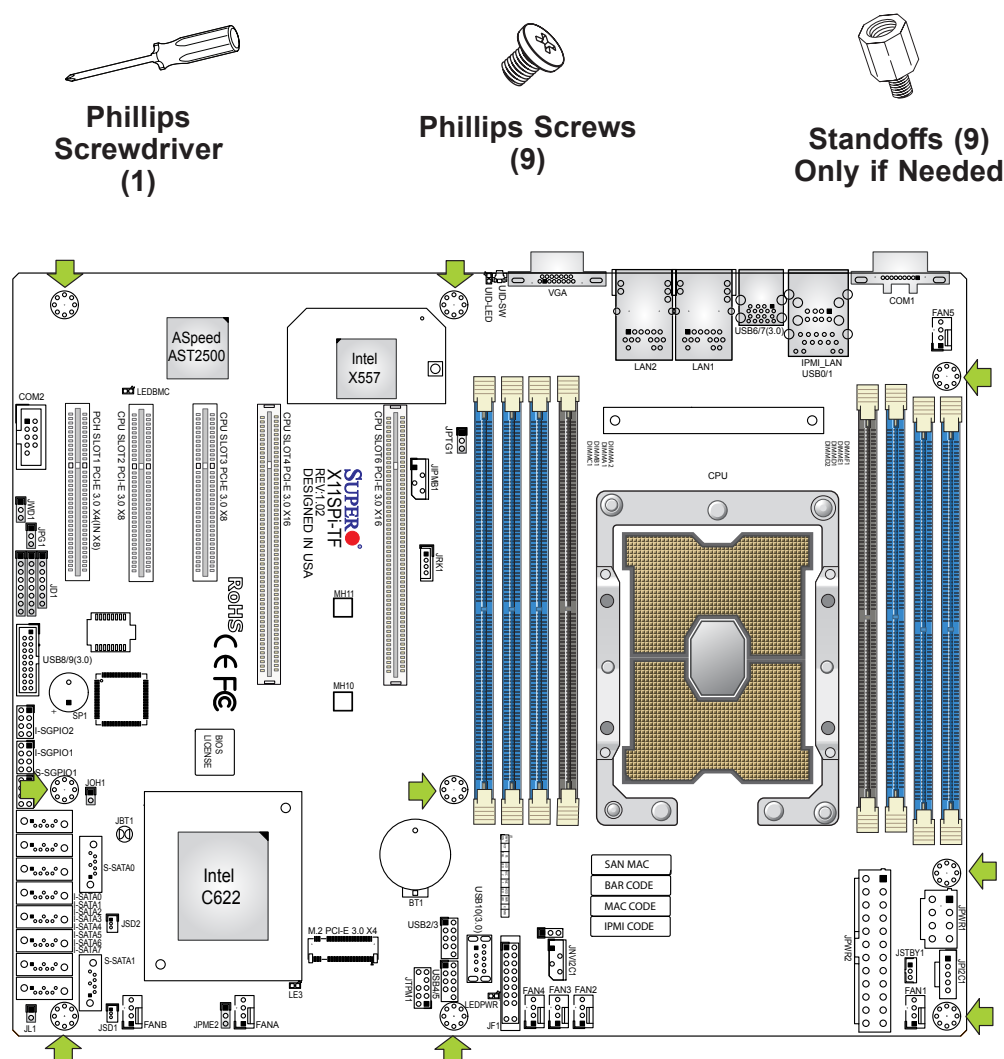 Phillips
Screwdriver
(1)
Phillips Screws
(9)
Standoffs (9)
Only if Needed
UID-LED
UID-SW
VGA
LAN2
LAN1
USB6/7(3.0)
IPMI_LAN
USB0/1
COM1
FAN5
ASpeed
AST2500
LEDBMC
Intel
X557
COM2
PCH SLOT1 PCI-E 3.0 X4(IN X8)
CPU SLOT2 PCI-E 3.0 X8
CPU SLOT3 PCI-E 3.0 X8
CPU SLOT4 PCI-E 3.0 X16
CPU SLOT6 PCI-E 3.0 X16
JPTG1
JIPMB1
JRK1
SUPER
X11SPi-TF
REV:1.02
DESIGNED IN USA
DIMMA2
DIMMA1
DIMMB1
DIMMC1
DIMMF1
DIMME1
DIMMD1
DIMMD2
CPU
JWD1
JPG1
JD1
RoHS
CE FC
MH11
MH10
USB8/9(3.0)
+
SP1
I-SGPIO2
I-SGPIO1
S-SGPIO1
BIOS
LICENSE
JOH1
JBT1
S-SATA0
I-SATA0
I-SATA1
I-SATA2
I-SATA3
I-SATA4
I-SATA5
I-SATA6
I-SATA7
JSD2
S-SATA1
Intel
C622
BT1
M.2 PCI-E 3.0 X4
LE3
USB2/3
USB4/5
JTPM1
USB10(3.0)
LEDPWR
JF1
JNVI2C1
SAN MAC
BAR CODE
MAC CODE
IPMI CODE
JPWR2
JPWR1
JSTBY1
JPI2C1
JL1
JSD1
FANB
JPME2
FANA
FAN4
FAN3
FAN2
FAN1